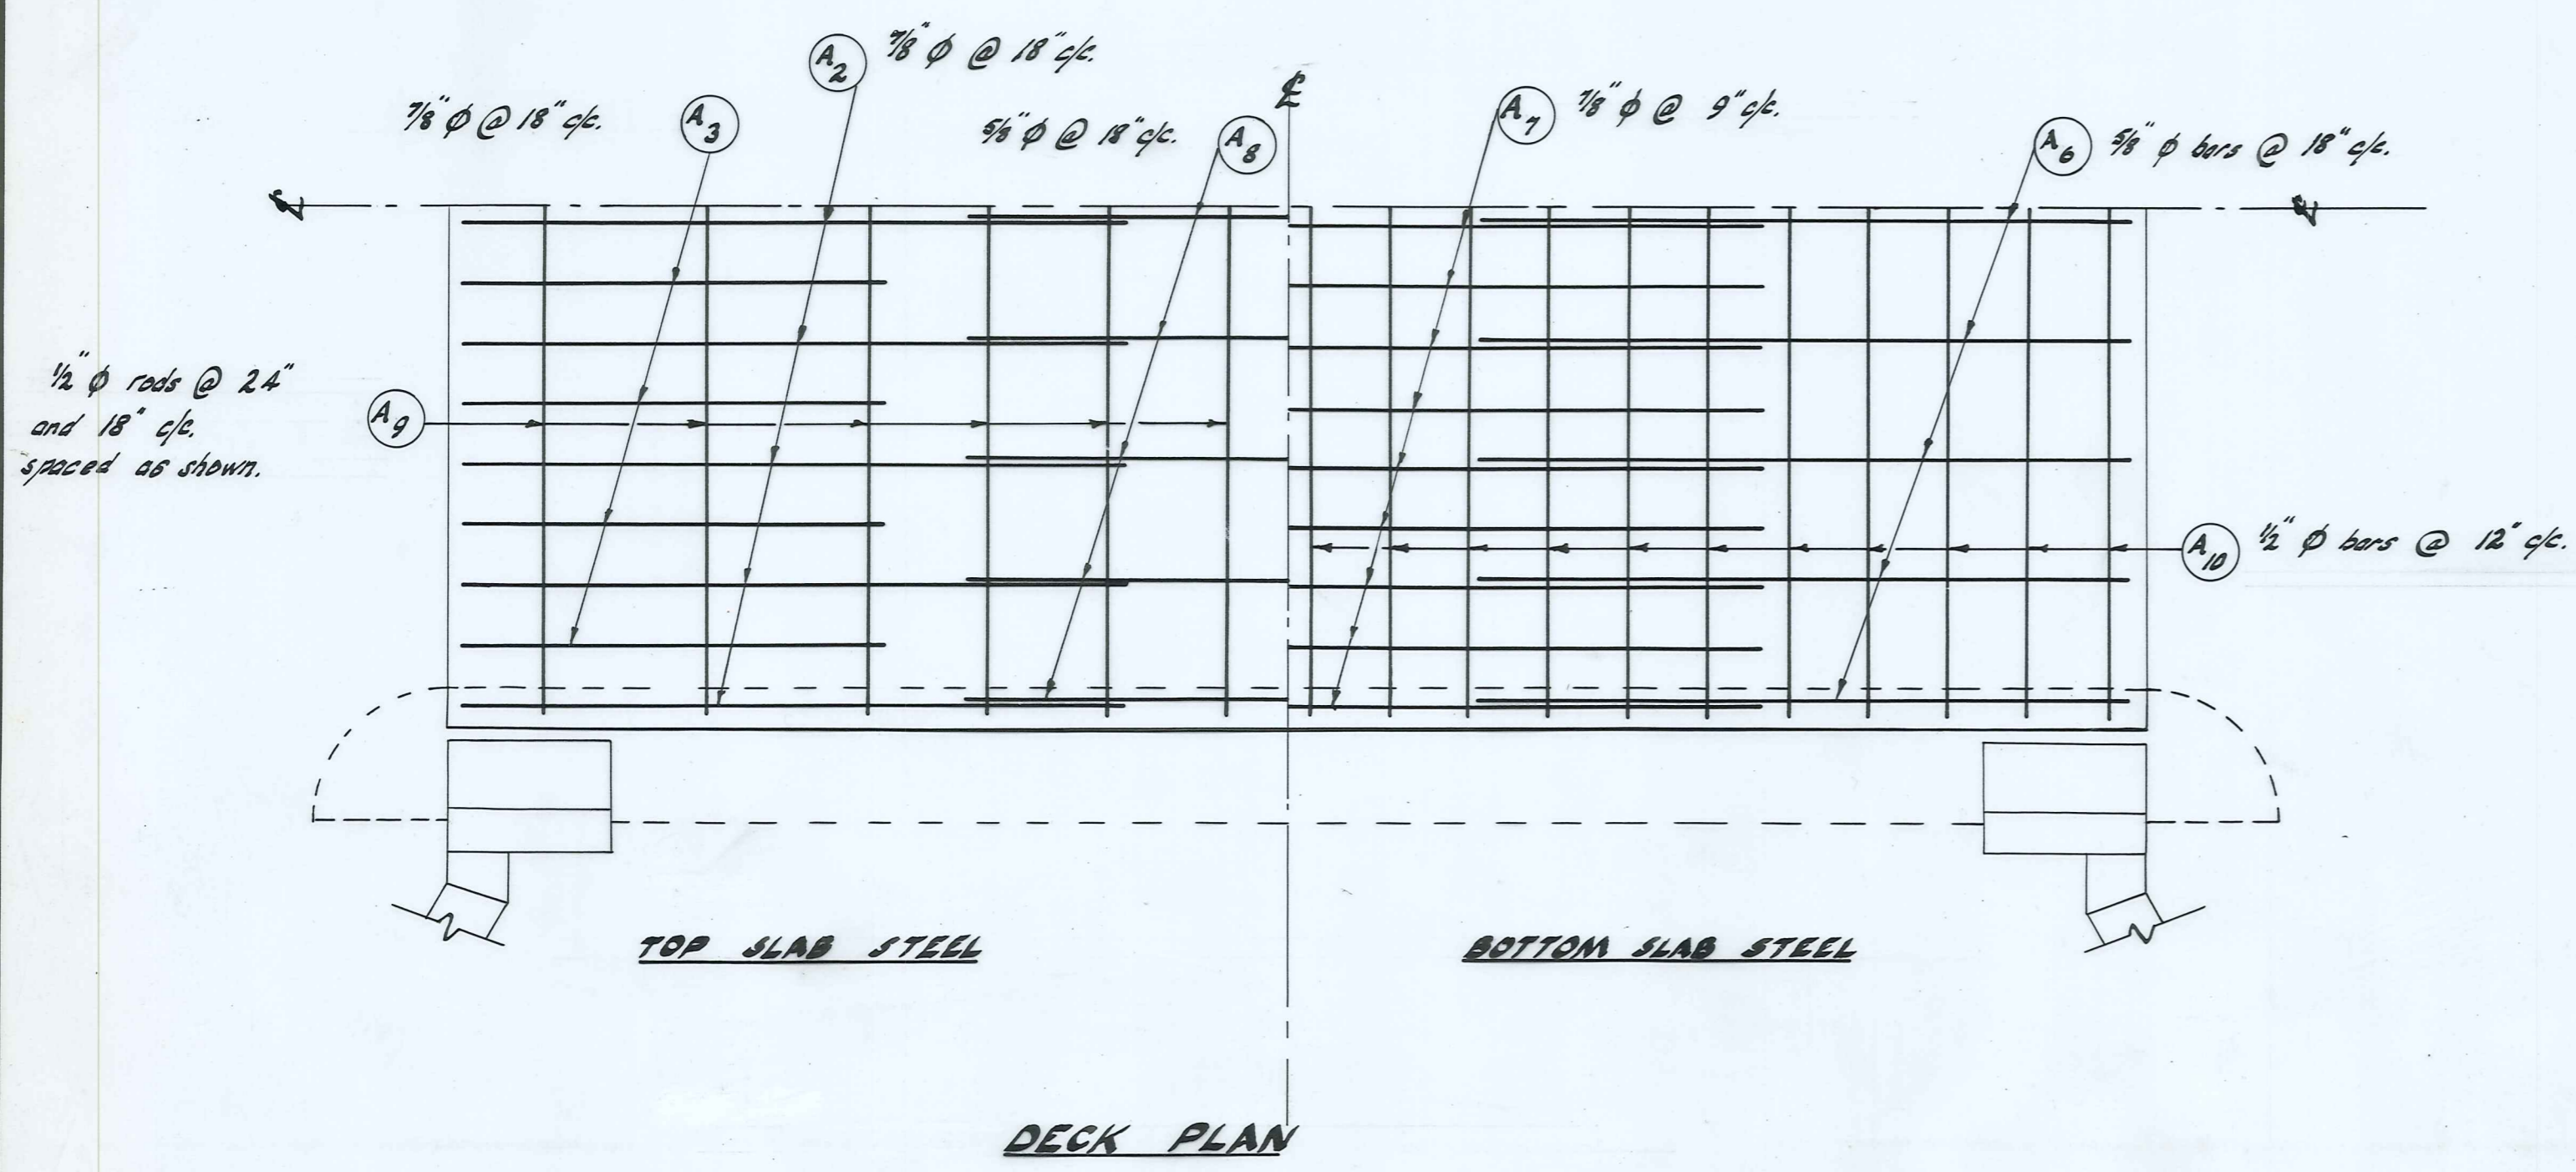 A2 7/8" ϕ @ 18" c/c.
7/8" ϕ @ 18" c/c. A3
5/8" ϕ @ 18" c/c. A8
℄
A7 7/8" ϕ @ 9" c/c.
A6 5/8" ϕ bars @ 18" c/c.
℄ ℄
1/2" ϕ rods @ 24"
and 18" c/c.
spaced as shown.
A9
A10 1/2" ϕ bars @ 12" c/c.
TOP SLAB STEEL
BOTTOM SLAB STEEL
DECK PLAN